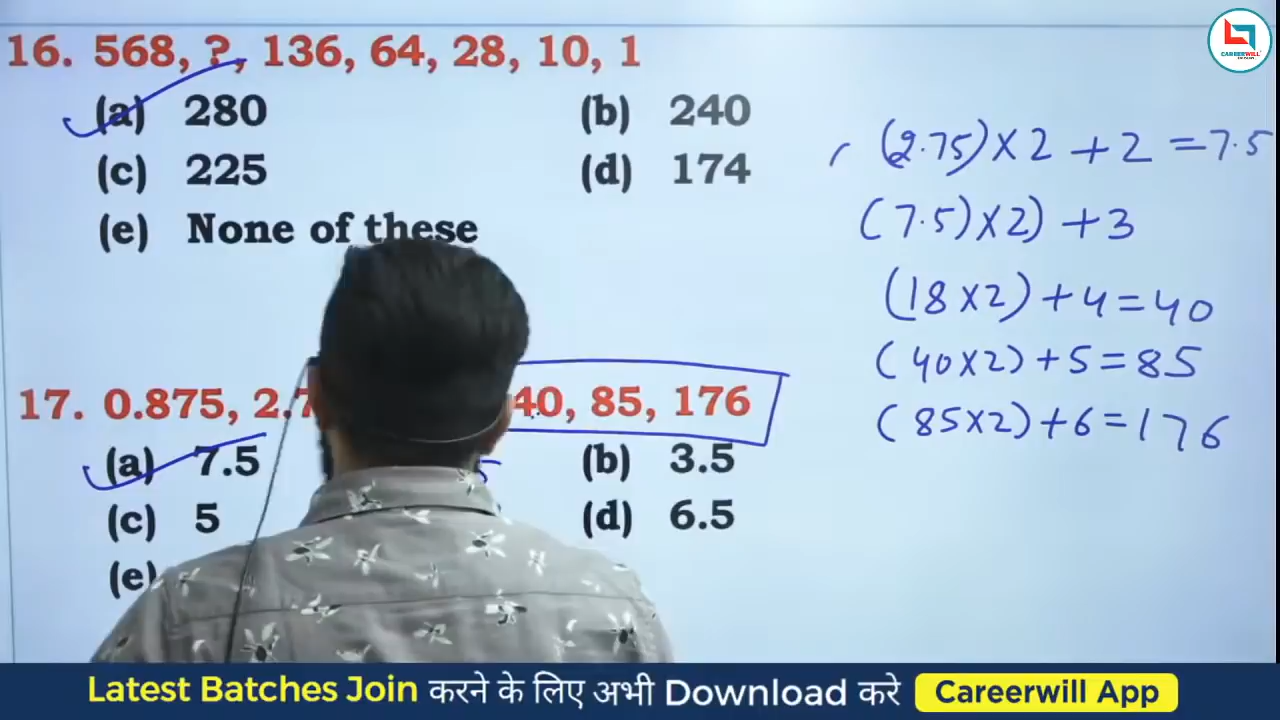 16. 568, ?, 136, 64, 28, 10, 1
(a) 280
(b) 240
(c) 225
(d) 174
(e) None of these
(2.75)×2 +2 =7.5
(7.5)×2) +3
(18×2) +4=40
(40×2) +5=85
(85×2)+6=176
17. 0.875, 2.7 40, 85, 176
(a) 7.5
(b) 3.5
(c) 5
(d) 6.5
(e)
CAREERWILL
Latest Batches Join करने के लिए अभी Download करे Careerwill App